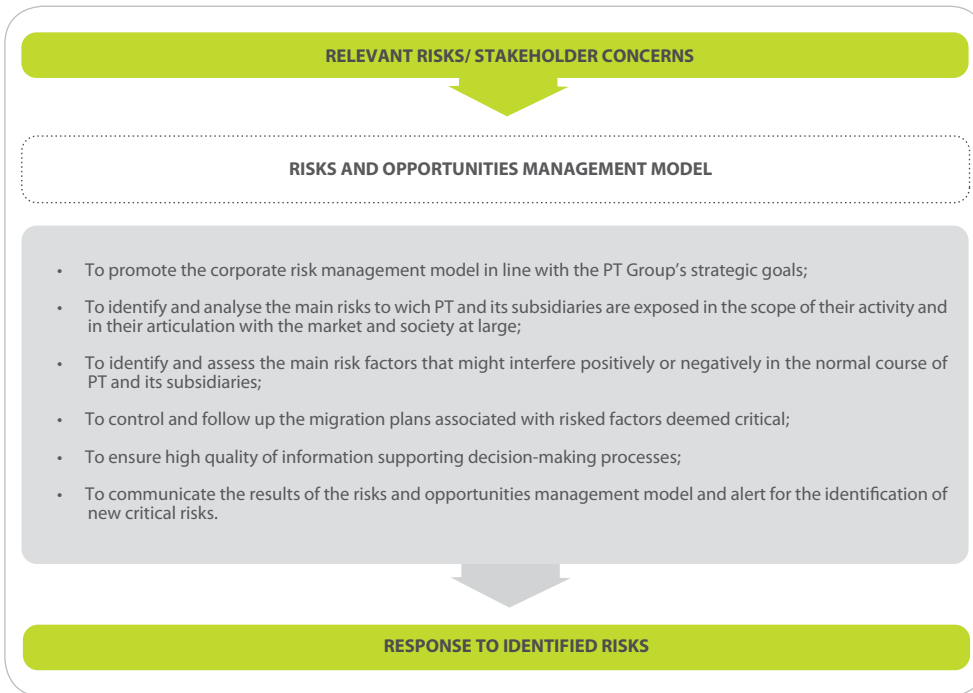 RELEVANT RISKS/ STAKEHOLDER CONCERNS
RISKS AND OPPORTUNITIES MANAGEMENT MODEL
• To promote the corporate risk management model in line with the PT Group's strategic goals;
• To identify and analyse the main risks to wich PT and its subsidiaries are exposed in the scope of their activity and
in their articulation with the market and society at large;
• To identify and assess the main risk factors that might interfere positively or negatively in the normal course of
PT and its subsidiaries;
• To control and follow up the migration plans associated with risked factors deemed critical;
• To ensure high quality of information supporting decision-making processes;
• To communicate the results of the risks and opportunities management model and alert for the identification of
new critical risks.
RESPONSE TO IDENTIFIED RISKS